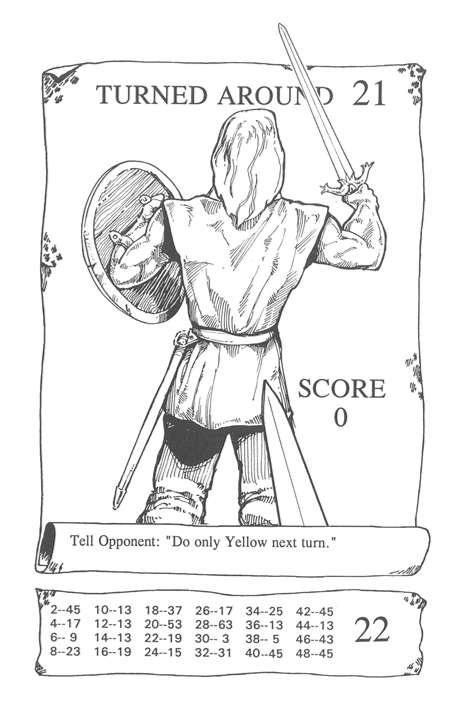 TURNED AROUND 21
SCORE
0
Tell Opponent: "Do only Yellow next turn."
2--45 10--13 18--37 26--17 34--25 42--45
4--17 12--13 20--53 28--63 36--13 44--13
6-- 9 14--13 22--19 30-- 3 38-- 5 46--43
8--23 16--19 24--15 32--31 40--45 48--45
22